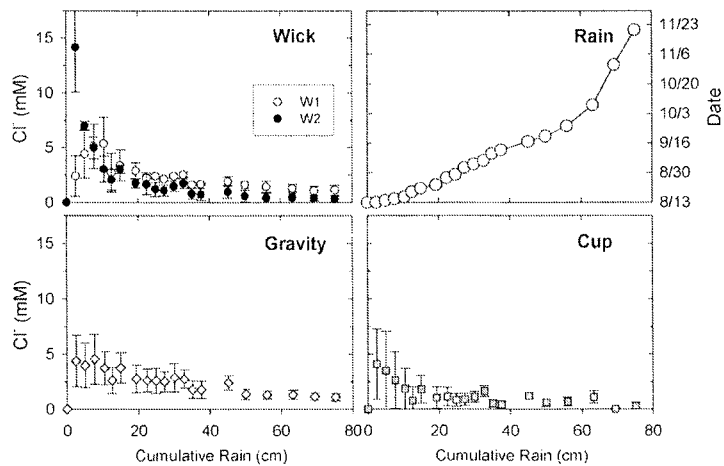 Wick
Rain
Gravity
Cup
W1
W2
Cl⁻ (mM)
15
10
5
0
Date
11/23
11/6
10/20
10/3
9/16
8/30
8/13
Cl⁻ (mM)
15
10
5
0
0 20 40 60 80
0 20 40 60 80
Cumulative Rain (cm)
Cumulative Rain (cm)